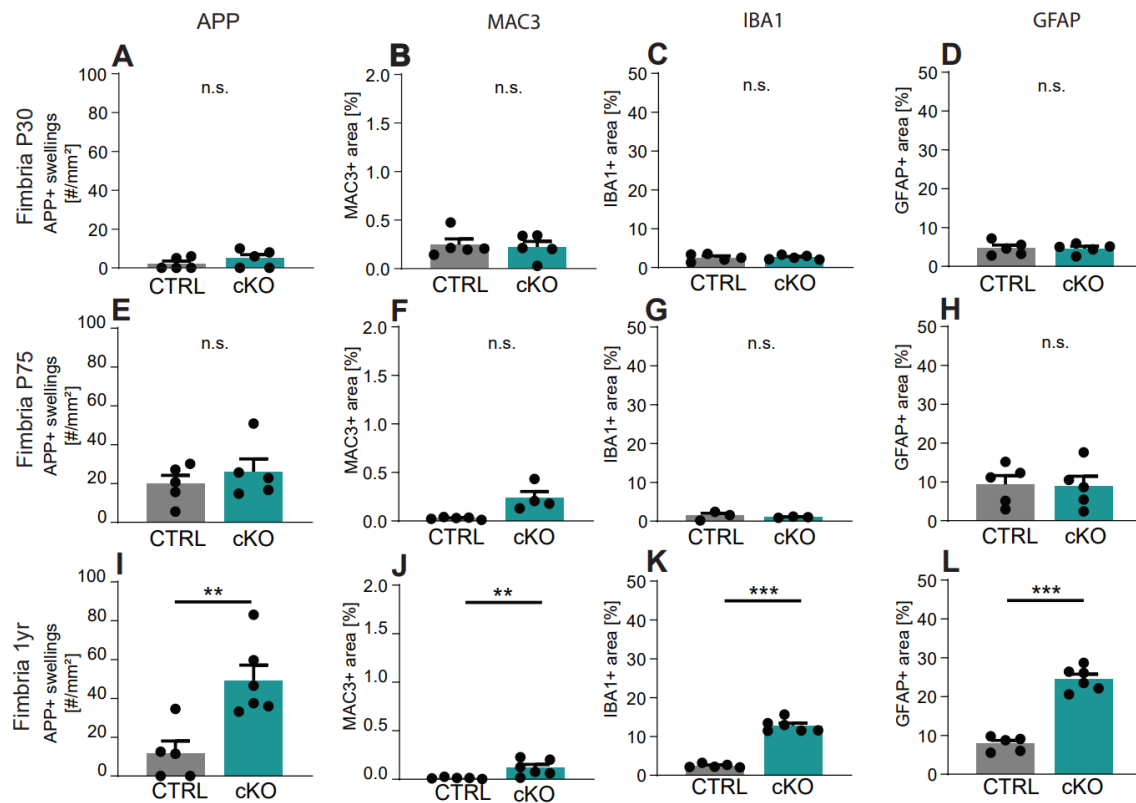 APP MAC3 IBA1 GFAP
A B C D
Fimbria P30
APP+ swellings
[#/mm²]
100
80
60
40
20
0
n.s.
CTRL cKO
MAC3+ area [%]
2.0
1.5
1.0
0.5
0.0
n.s.
CTRL cKO
IBA1+ area [%]
50
40
30
20
10
0
n.s.
CTRL cKO
GFAP+ area [%]
50
40
30
20
10
0
n.s.
CTRL cKO
E F G H
Fimbria P75
APP+ swellings
[#/mm²]
100
80
60
40
20
0
n.s.
CTRL cKO
MAC3+ area [%]
2.0
1.5
1.0
0.5
0.0
n.s.
CTRL cKO
IBA1+ area [%]
50
40
30
20
10
0
n.s.
CTRL cKO
GFAP+ area [%]
50
40
30
20
10
0
n.s.
CTRL cKO
I J K L
Fimbria 1yr
APP+ swellings
[#/mm²]
100
80
60
40
20
0
**
CTRL cKO
MAC3+ area [%]
2.0
1.5
1.0
0.5
0.0
**
CTRL cKO
IBA1+ area [%]
50
40
30
20
10
0
***
CTRL cKO
GFAP+ area [%]
50
40
30
20
10
0
***
CTRL cKO